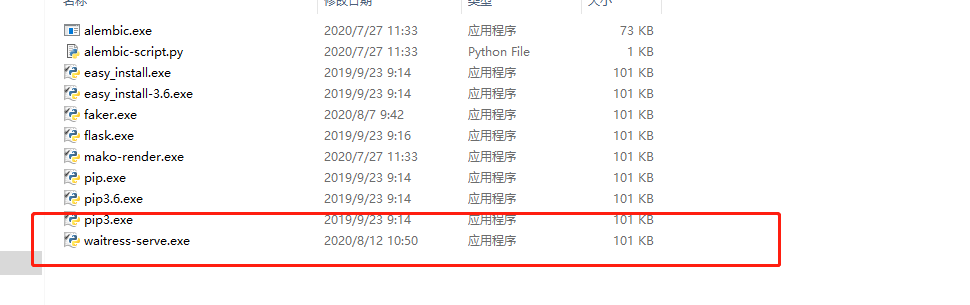 名称 修改日期 类型 大小
alembic.exe 2020/7/27 11:33 应用程序 73 KB
alembic-script.py 2020/7/27 11:33 Python File 1 KB
easy_install.exe 2019/9/23 9:14 应用程序 101 KB
easy_install-3.6.exe 2019/9/23 9:14 应用程序 101 KB
faker.exe 2020/8/7 9:42 应用程序 101 KB
flask.exe 2019/9/23 9:16 应用程序 101 KB
mako-render.exe 2020/7/27 11:33 应用程序 101 KB
pip.exe 2019/9/23 9:14 应用程序 101 KB
pip3.6.exe 2019/9/23 9:14 应用程序 101 KB
pip3.exe 2019/9/23 9:14 应用程序 101 KB
waitress-serve.exe 2020/8/12 10:50 应用程序 101 KB